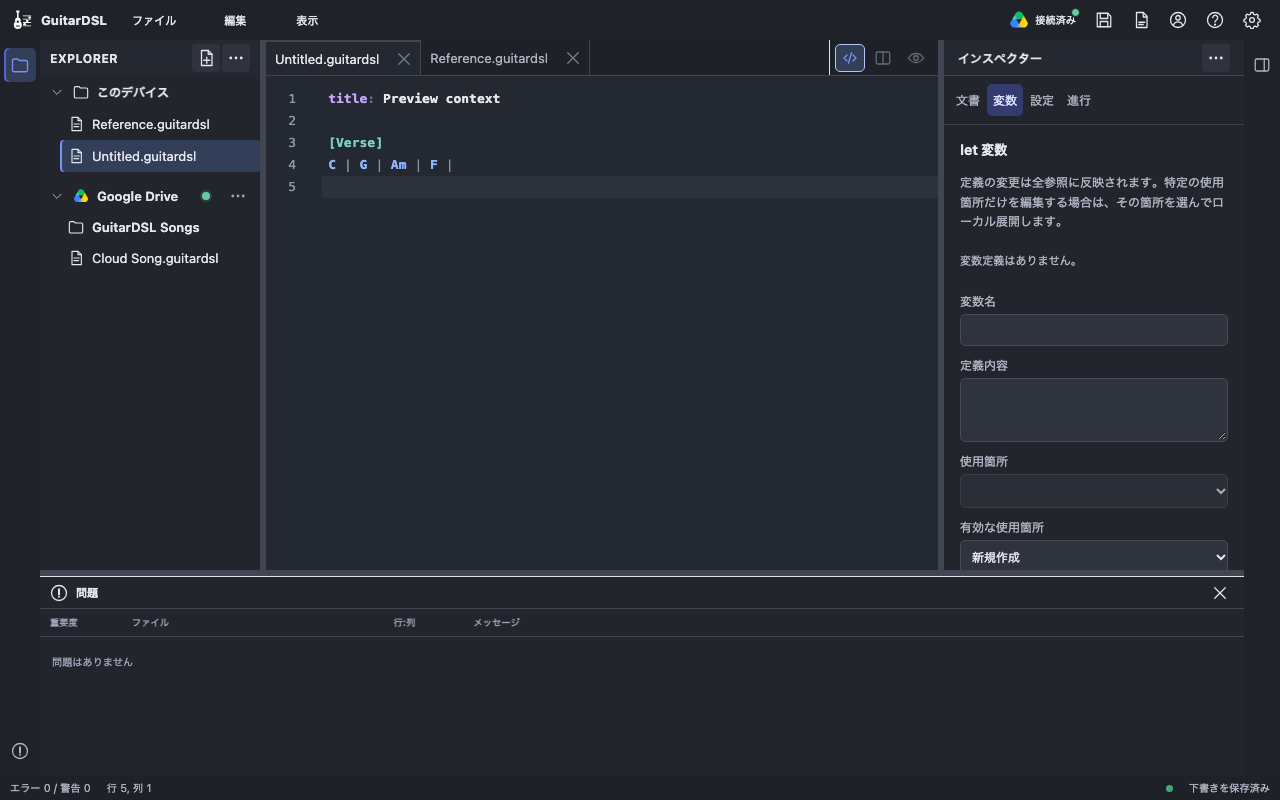 GuitarDSL ファイル 編集 表示 接続済み
EXPLORER
このデバイス
Reference.guitardsl
Untitled.guitardsl
Google Drive
GuitarDSL Songs
Cloud Song.guitardsl
Untitled.guitardsl Reference.guitardsl
1 title: Preview context
2
3 [Verse]
4 C | G | Am | F |
5
インスペクター
文書 変数 設定 進行
let 変数
定義の変更は全参照に反映されます。特定の使用
箇所だけを編集する場合は、その箇所を選んでロ
ーカル展開します。
変数定義はありません。
変数名
定義内容
使用箇所
有効な使用箇所
新規作成
問題
重要度 ファイル 行:列 メッセージ
問題はありません
エラー 0 / 警告 0 行 5, 列 1 下書きを保存済み